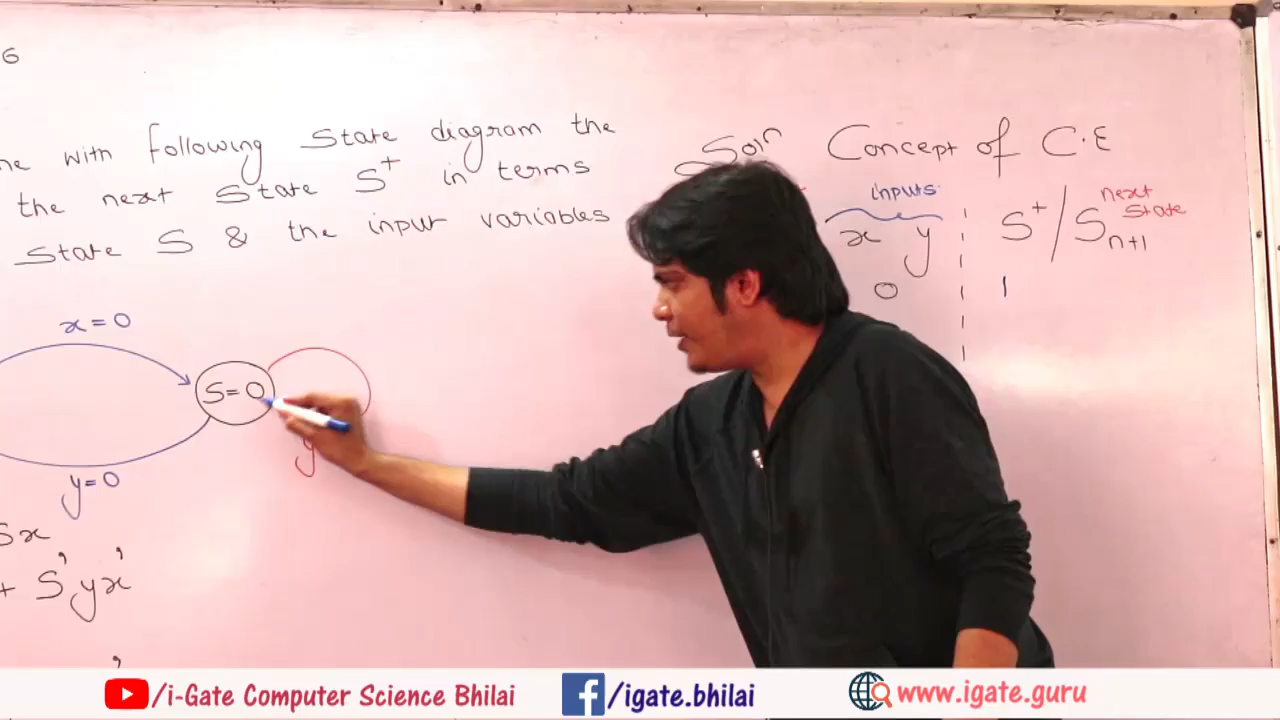 6
ne with following State diagram the
the next State S⁺ in terms
State S & the input variables
Soln
Concept of C.E
inputs
next
State
x y S⁺/Sₙ₊₁
0 1
x=0
S=0
y
y=0
Sx
+ S'yx'
'
/i-Gate Computer Science Bhilai
/igate.bhilai
www.igate.guru